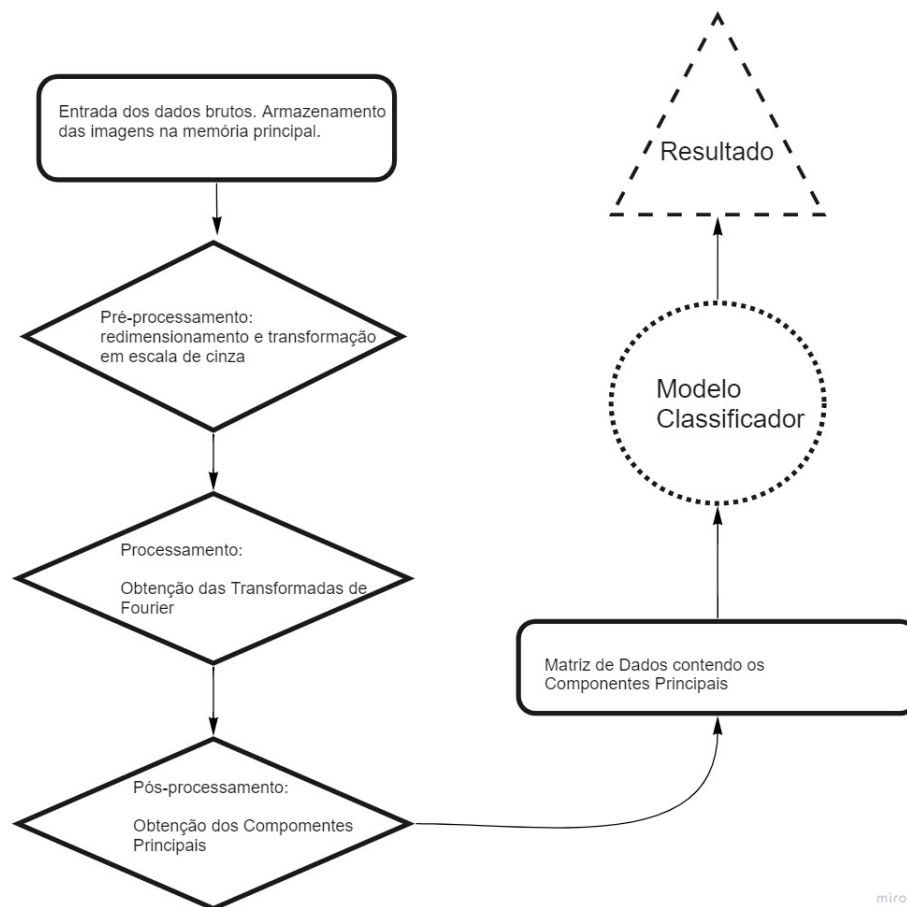 Entrada dos dados brutos. Armazenamento
das imagens na memória principal.
Pré-processamento:
redimensionamento e transformação
em escala de cinza
Processamento:
Obtenção das Transformadas de
Fourier
Pós-processamento:
Obtenção dos Compomentes
Principais
Matriz de Dados contendo os
Componentes Principais
Modelo
Classificador
Resultado
miro